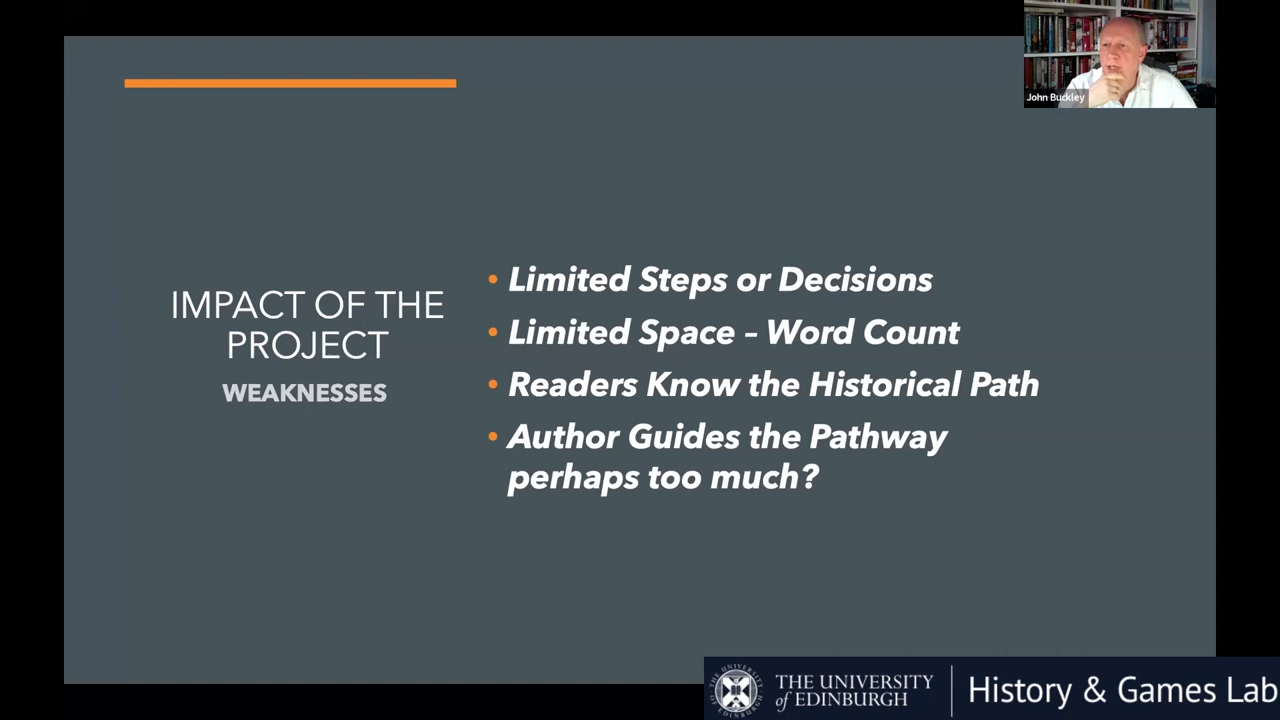 John Buckley
IMPACT OF THE
PROJECT
WEAKNESSES
• Limited Steps or Decisions
• Limited Space – Word Count
• Readers Know the Historical Path
• Author Guides the Pathway
perhaps too much?
THE UNIVERSITY
of EDINBURGH
History & Games Lab